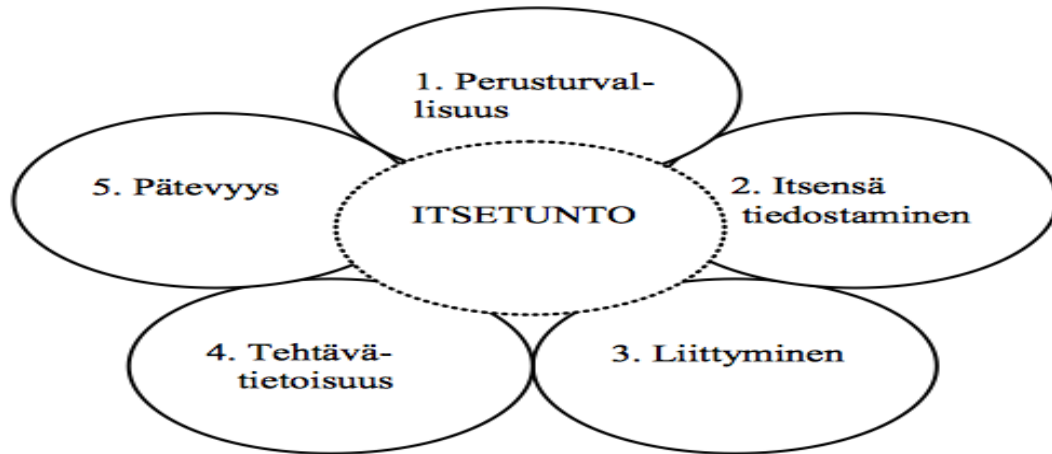 1. Perusturval-
lisuus
5. Pätevyys
ITSETUNTO
2. Itsensä
tiedostaminen
4. Tehtävä-
tietoisuus
3. Liittyminen